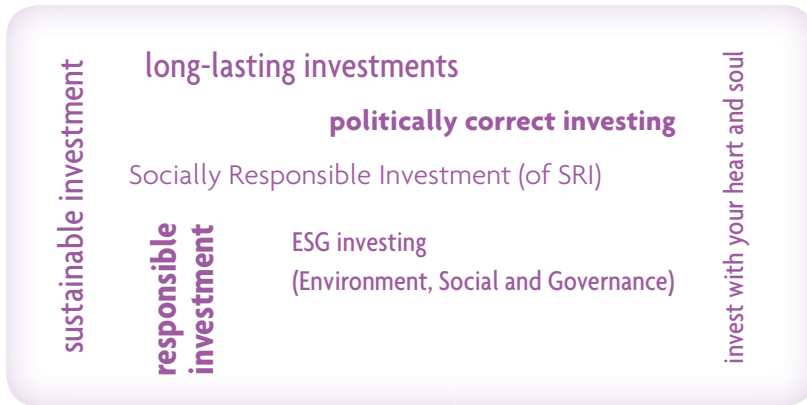 sustainable investment
long-lasting investments
politically correct investing
Socially Responsible Investment (of SRI)
responsible
investment
ESG investing
(Environment, Social and Governance)
invest with your heart and soul